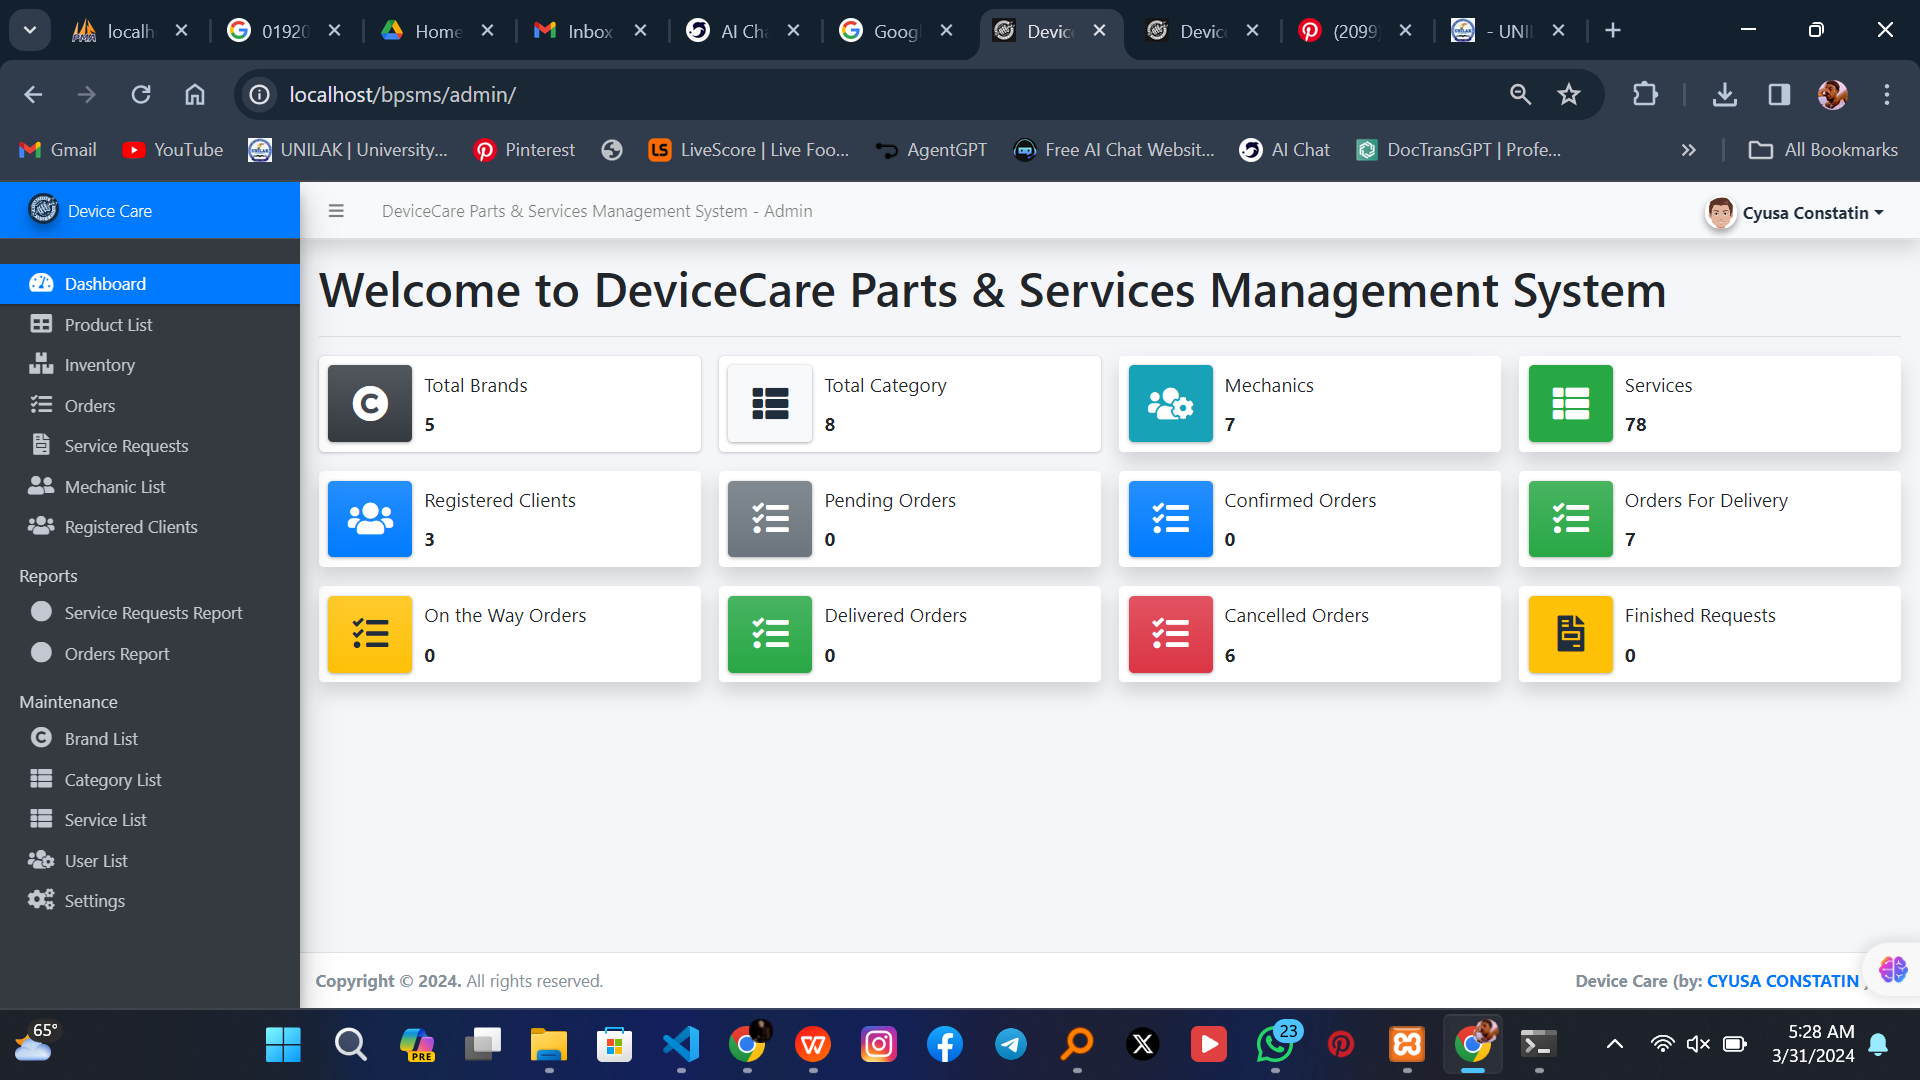 localh
01920
Home
Inbox
AI Cha
Googl
Device
Device
(2099)
- UNI
localhost/bpsms/admin/
Gmail
YouTube
UNILAK | University...
Pinterest
LS
LiveScore | Live Foo...
AgentGPT
Free AI Chat Websit...
AI Chat
DocTransGPT | Profe...
All Bookmarks
Device Care
DeviceCare Parts & Services Management System - Admin
Cyusa Constatin
Dashboard
Product List
Inventory
Orders
Service Requests
Mechanic List
Registered Clients
Reports
Service Requests Report
Orders Report
Maintenance
Brand List
Category List
Service List
User List
Settings
Welcome to DeviceCare Parts & Services Management System
Total Brands
5
Total Category
8
Mechanics
7
Services
78
Registered Clients
3
Pending Orders
0
Confirmed Orders
0
Orders For Delivery
7
On the Way Orders
0
Delivered Orders
0
Cancelled Orders
6
Finished Requests
0
Copyright © 2024. All rights reserved.
Device Care (by: CYUSA CONSTATIN
65°
PRE
23
5:28 AM
3/31/2024